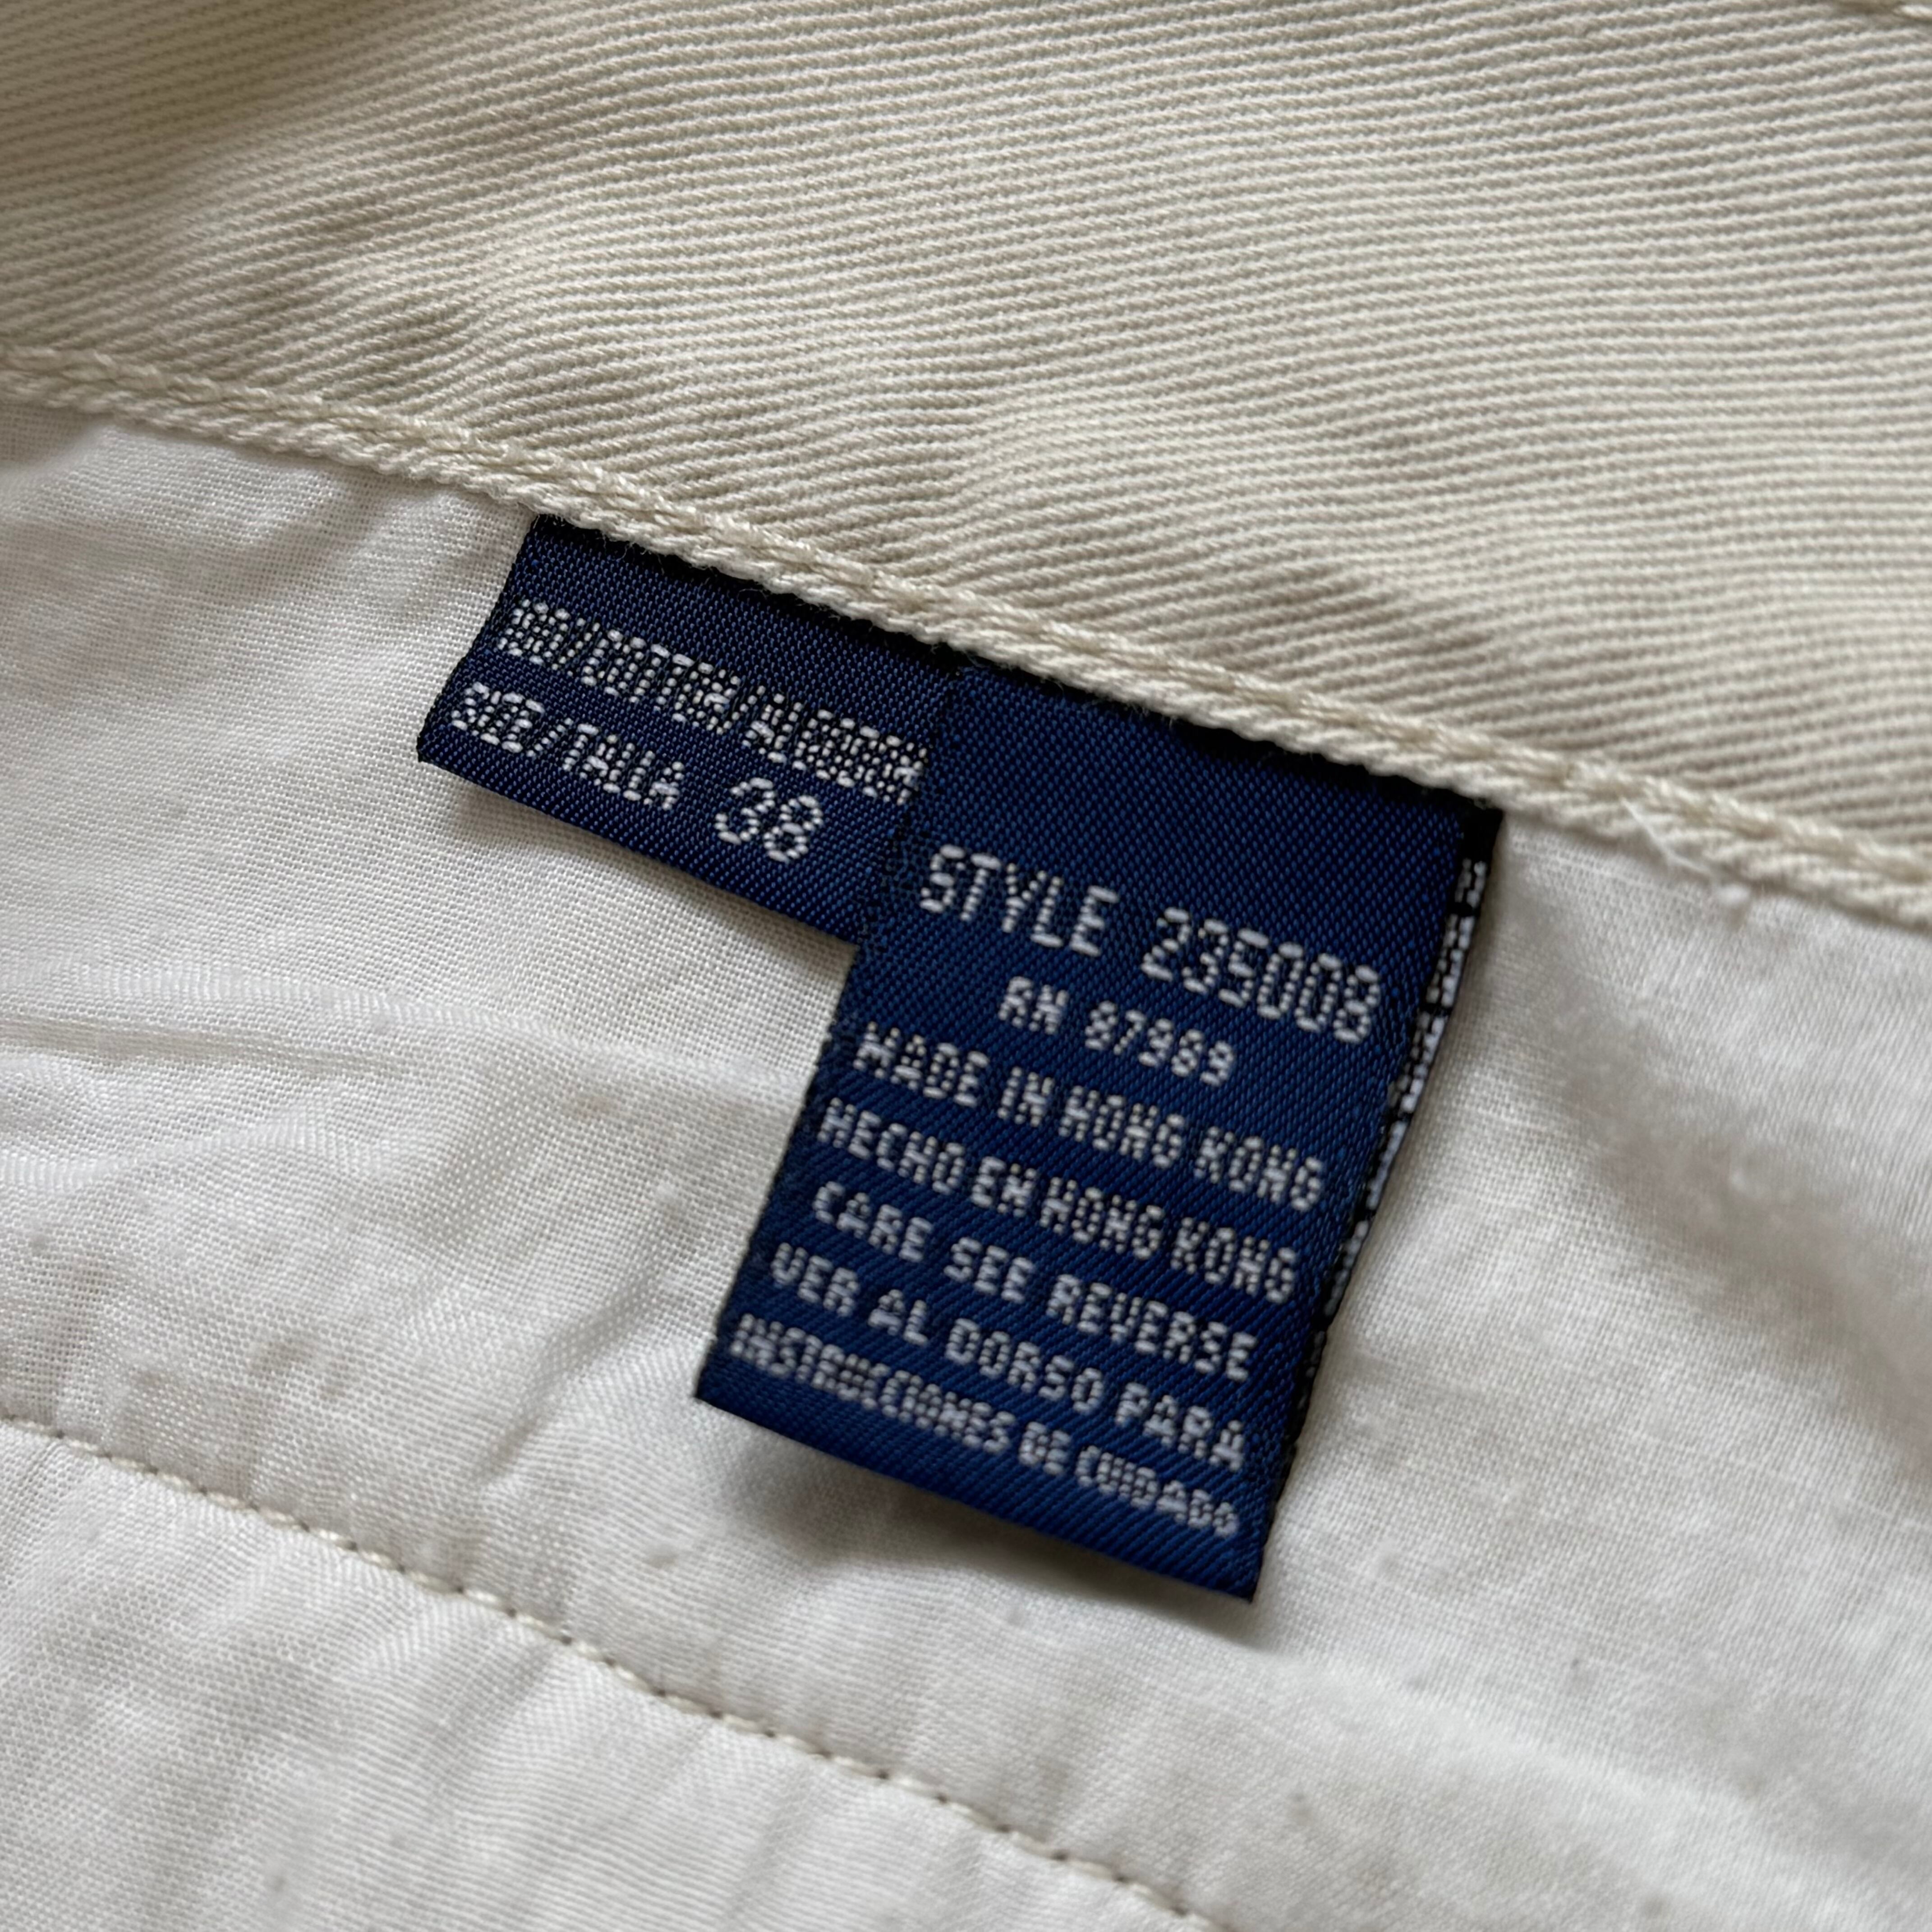 SIZE/TALLA 38
STYLE 235008
RN 87989
MADE IN HONG KONG
HECHO EN HONG KONG
CARE SEE REVERSE
VER AL DORSO PARA
INSTRUCCIONES DE CUIDADO